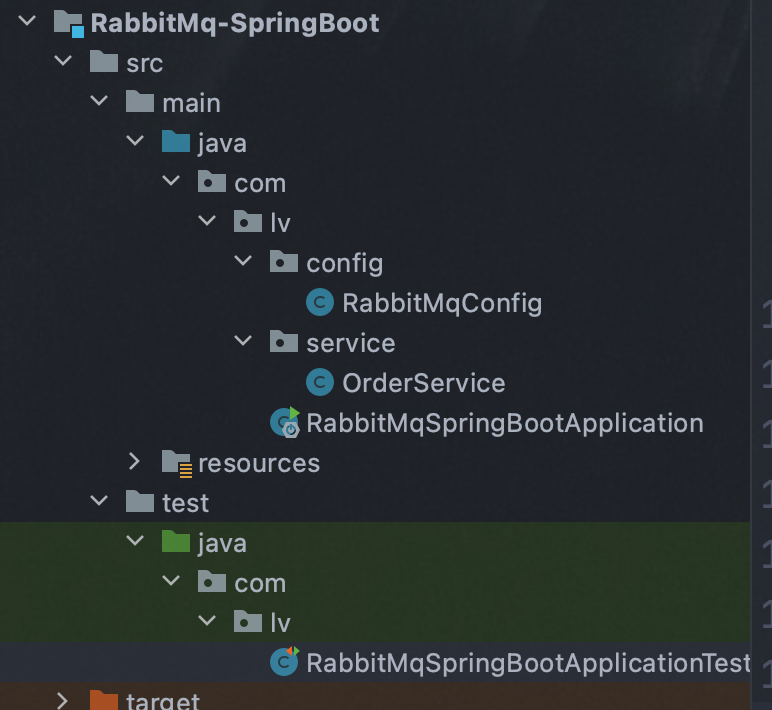 RabbitMq-SpringBoot
src
main
java
com
lv
config
RabbitMqConfig
service
OrderService
RabbitMqSpringBootApplication
resources
test
java
com
lv
RabbitMqSpringBootApplicationTest
target